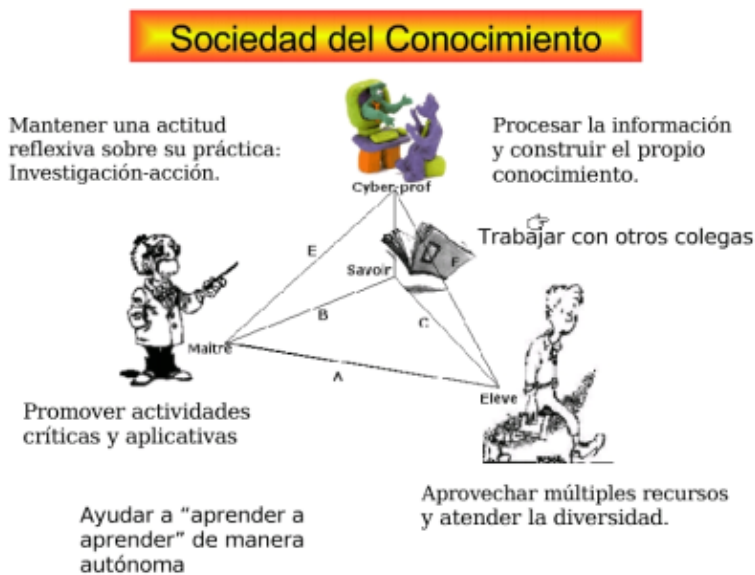 Sociedad del Conocimiento
Mantener una actitud
reflexiva sobre su práctica:
Investigación-acción.
Procesar la información
y construir el propio
conocimiento.
Cyber-prof
Trabajar con otros colegas
E
F
Savoir
B
C
Maitre
A
Eleve
Promover actividades
críticas y aplicativas
Aprovechar múltiples recursos
y atender la diversidad.
Ayudar a “aprender a
aprender” de manera
autónoma